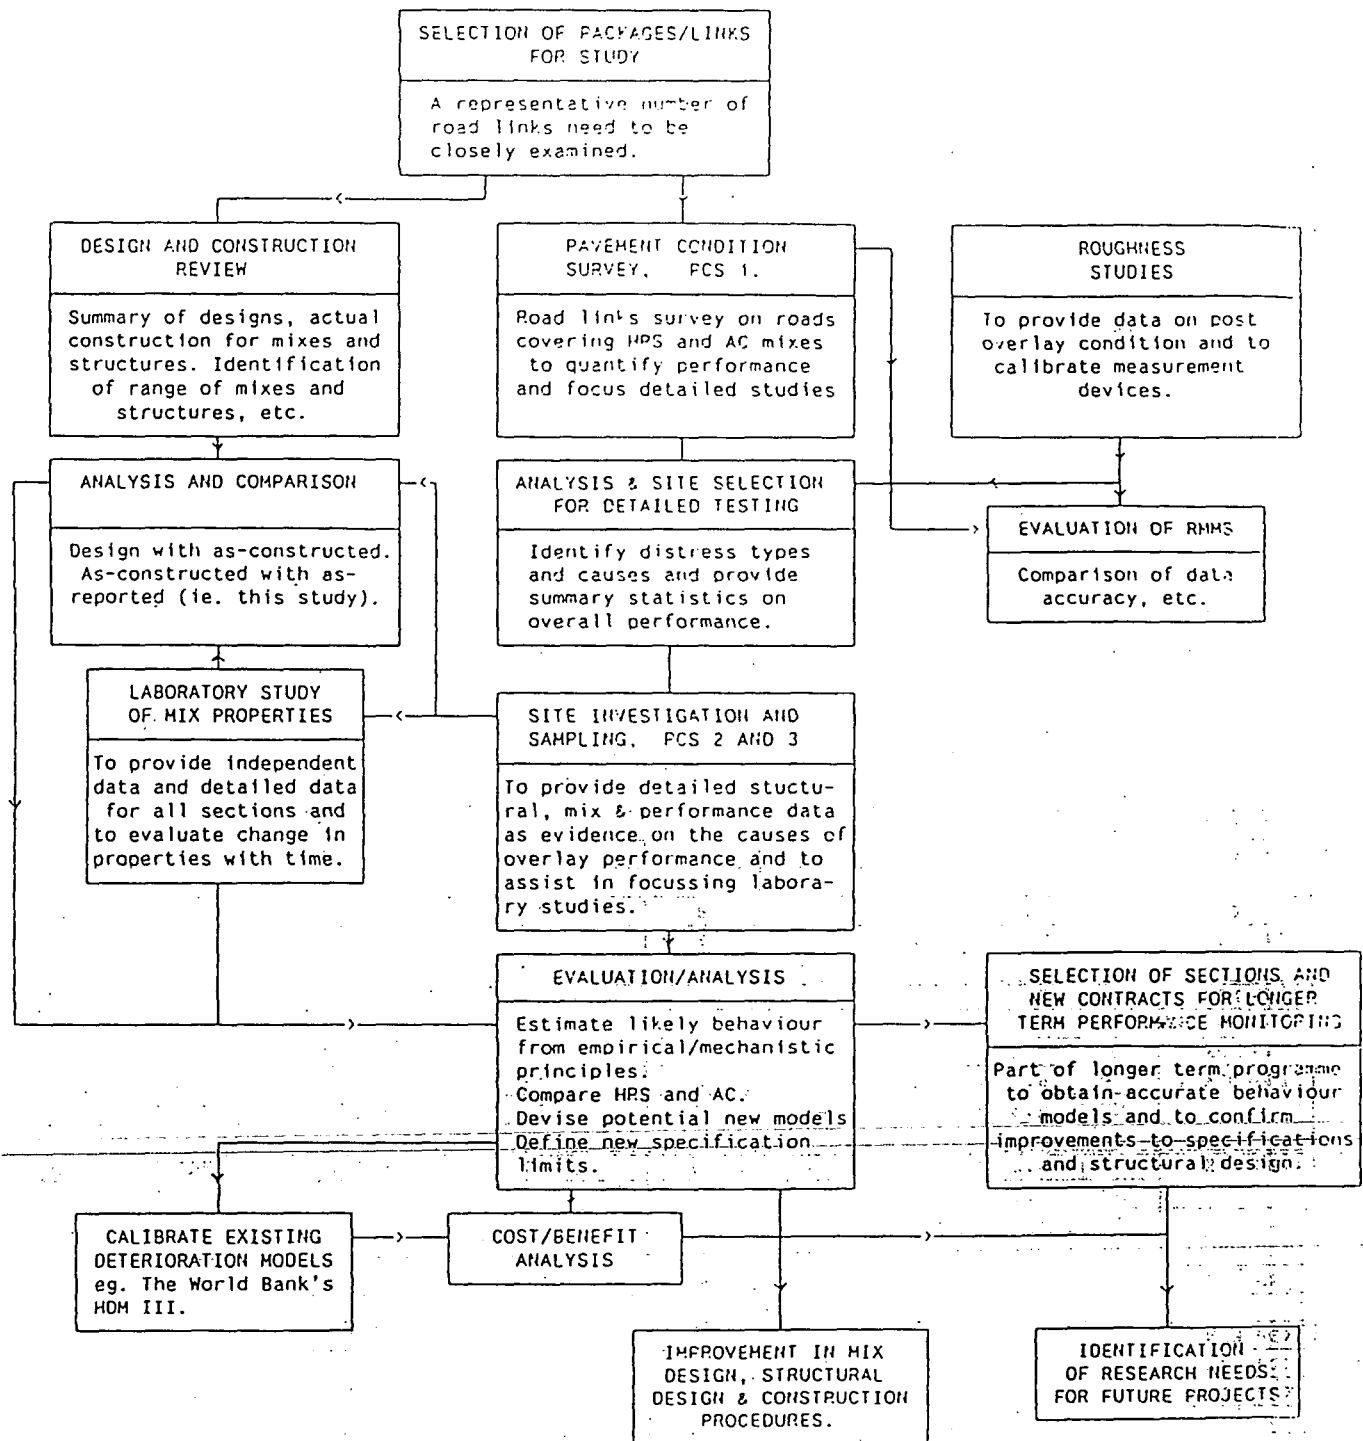 SELECTION OF PACKAGES/LINKS
FOR STUDY
A representative number of
road links need to be
closely examined.
DESIGN AND CONSTRUCTION
REVIEW
Summary of designs, actual
construction for mixes and
structures. Identification
of range of mixes and
structures, etc.
PAVEMENT CONDITION
SURVEY, PCS 1.
Road links survey on roads
covering HRS and AC mixes
to quantify performance
and focus detailed studies
ROUGHNESS
STUDIES
To provide data on post
overlay condition and to
calibrate measurement
devices.
ANALYSIS AND COMPARISON
Design with as-constructed.
As-constructed with as-
reported (ie. this study).
ANALYSIS & SITE SELECTION
FOR DETAILED TESTING
Identify distress types
and causes and provide
summary statistics on
overall performance.
EVALUATION OF RMMS
Comparison of data
accuracy, etc.
LABORATORY STUDY
OF MIX PROPERTIES
To provide independent
data and detailed data
for all sections and
to evaluate change in
properties with time.
SITE INVESTIGATION AND
SAMPLING, PCS 2 AND 3
To provide detailed stuctu-
ral, mix & performance data
as evidence on the causes of
overlay performance and to
assist in focussing labora-
ry studies.
EVALUATION/ANALYSIS
Estimate likely behaviour
from empirical/mechanistic
principles.
Compare HRS and AC.
Devise potential new models
Define new specification
limits.
SELECTION OF SECTIONS AND
NEW CONTRACTS FOR LONGER
TERM PERFORMANCE MONITORING
Part of longer term programme
to obtain accurate behaviour
models and to confirm
improvements to specifications
and structural design.
CALIBRATE EXISTING
DETERIORATION MODELS
eg. The World Bank's
HDM III.
COST/BENEFIT
ANALYSIS
IMPROVEMENT IN MIX
DESIGN, STRUCTURAL
DESIGN & CONSTRUCTION
PROCEDURES.
IDENTIFICATION
OF RESEARCH NEEDS
FOR FUTURE PROJECTS